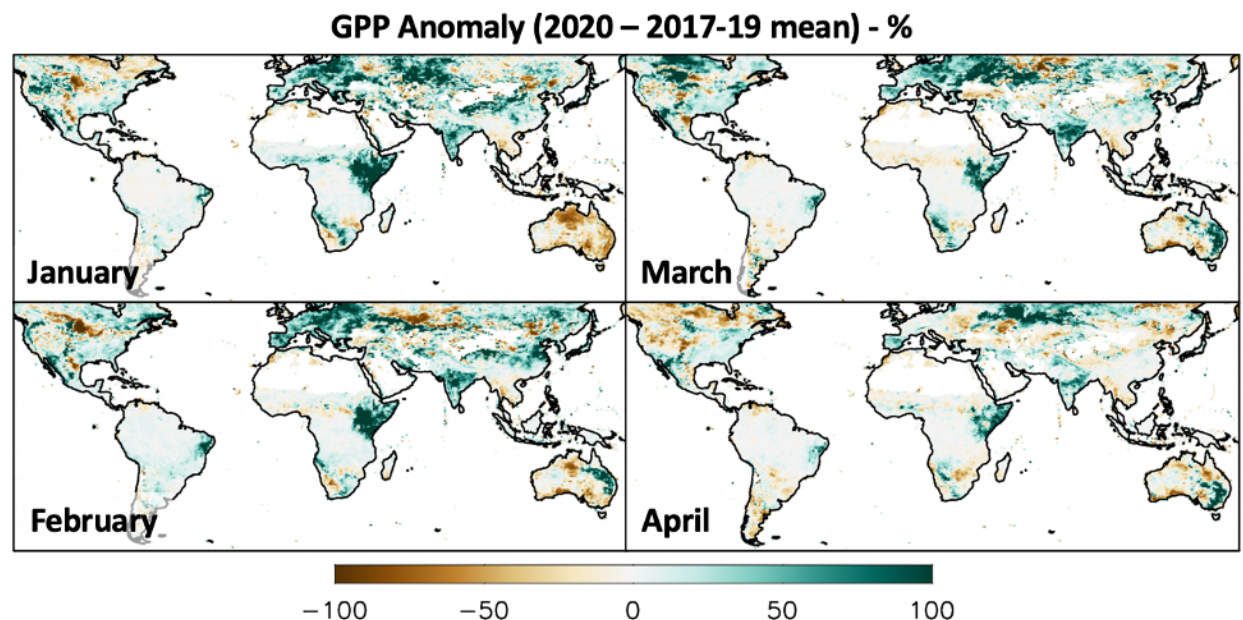 GPP Anomaly (2020 – 2017-19 mean) - %
January
March
February
April
−100 −50 0 50 100